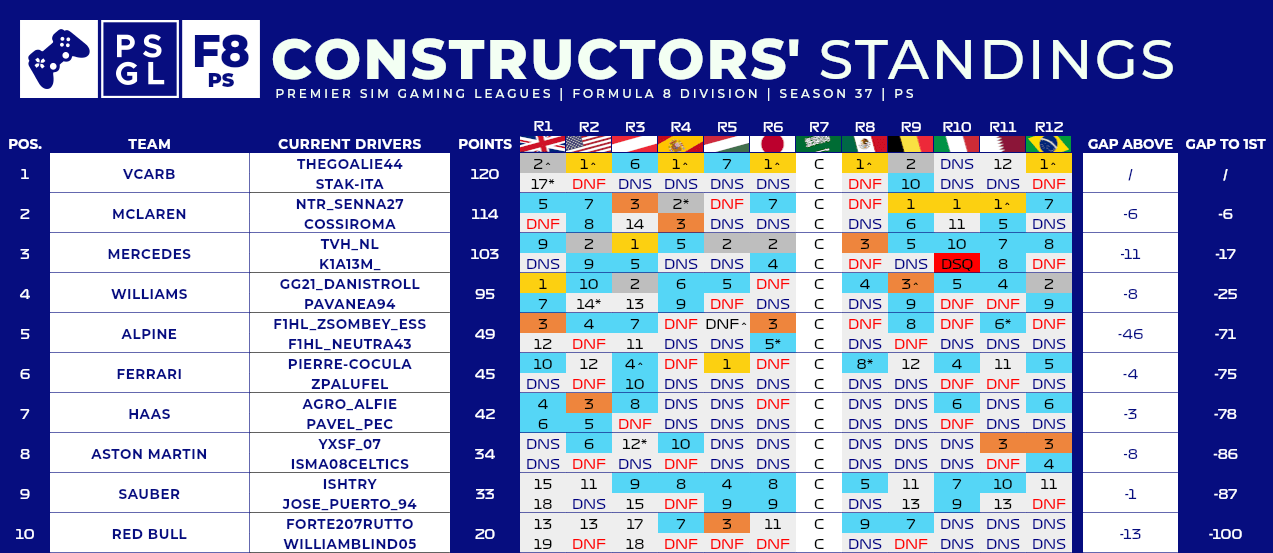 PS
GL
F8
PS
CONSTRUCTORS' STANDINGS
PREMIER SIM GAMING LEAGUES | FORMULA 8 DIVISION | SEASON 37 | PS
R1 R2 R3 R4 R5 R6 R7 R8 R9 R10 R11 R12
POS. TEAM CURRENT DRIVERS POINTS GAP ABOVE GAP TO 1ST
1 VCARB 120 / /
THEGOALIE44 2^ 1^ 6 1^ 7 1^ C 1^ 2 DNS 12 1^
STAK-ITA 17* DNF DNS DNS DNS DNS C DNF 10 DNS DNS DNF
2 MCLAREN 114 -6 -6
NTR_SENNA27 5 7 3 2* DNF 7 C DNF 1 1 1^ 7
COSSIROMA DNF 8 14 3 DNS DNS C DNS 6 11 5 DNS
3 MERCEDES 103 -11 -17
TVH_NL 9 2 1 5 2 2 C 3 5 10 7 8
K1A13M_ DNS 9 5 DNS DNS 4 C DNF DNS DSQ 8 DNF
4 WILLIAMS 95 -8 -25
GG21_DANISTROLL 1 10 2 6 5 DNF C 4 3^ 5 4 2
PAVANEA94 7 14* 13 9 DNF DNS C DNS 9 DNF DNF 9
5 ALPINE 49 -46 -71
F1HL_ZSOMBEY_ESS 3 4 7 DNF DNF^ 3 C DNF 8 DNF 6* DNF
F1HL_NEUTRA43 12 DNF 11 DNS DNS 5* C DNS DNF DNS DNS DNS
6 FERRARI 45 -4 -75
PIERRE-COCULA 10 12 4^ DNF 1 DNF C 8* 12 4 11 5
ZPALUFEL DNS DNF 10 DNS DNS DNS C DNS DNS DNF DNF DNS
7 HAAS 42 -3 -78
AGRO_ALFIE 4 3 8 DNS DNS DNF C DNS DNS 6 DNS 6
PAVEL_PEC 6 5 DNF DNS DNS DNS C DNS DNS DNF DNS DNS
8 ASTON MARTIN 34 -8 -86
YXSF_07 DNS 6 12* 10 DNS DNS C DNS DNS DNS 3 3
ISMA08CELTICS DNS DNF DNS DNF DNS DNS C DNS DNS DNS DNF 4
9 SAUBER 33 -1 -87
ISHTRY 15 11 9 8 4 8 C 5 11 7 10 11
JOSE_PUERTO_94 18 DNS 15 DNF 9 9 C DNS 13 9 13 DNF
10 RED BULL 20 -13 -100
FORTE207RUTTO 13 13 17 7 3 11 C 9 7 DNS DNS DNS
WILLIAMBLIND05 19 DNF 18 DNF DNF DNF C DNS DNF DNS DNS DNS